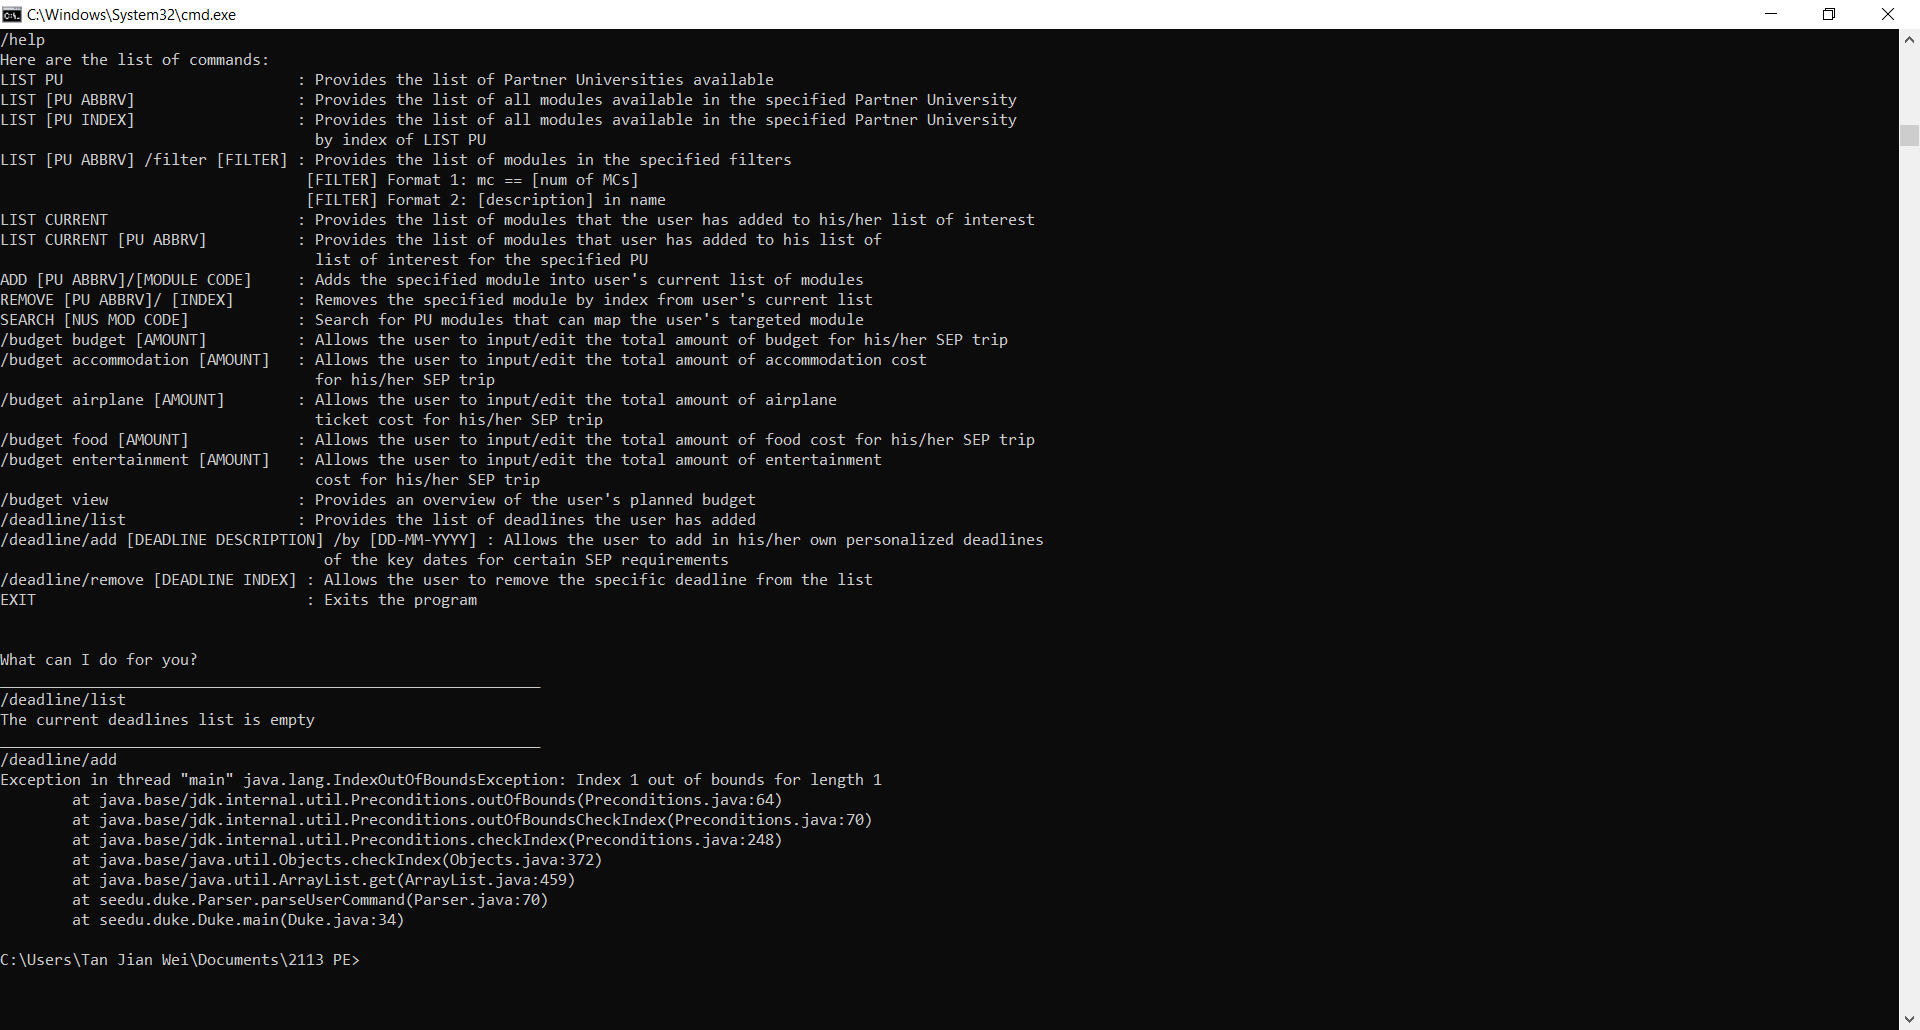 C:\Windows\System32\cmd.exe
/help
Here are the list of commands:
LIST PU                          : Provides the list of Partner Universities available
LIST [PU ABBRV]                  : Provides the list of all modules available in the specified Partner University
LIST [PU INDEX]                  : Provides the list of all modules available in the specified Partner University
                                   by index of LIST PU
LIST [PU ABBRV] /filter [FILTER] : Provides the list of modules in the specified filters
                                  [FILTER] Format 1: mc == [num of MCs]
                                  [FILTER] Format 2: [description] in name
LIST CURRENT                     : Provides the list of modules that the user has added to his/her list of interest
LIST CURRENT [PU ABBRV]          : Provides the list of modules that user has added to his list of
                                   list of interest for the specified PU
ADD [PU ABBRV]/[MODULE CODE]     : Adds the specified module into user's current list of modules
REMOVE [PU ABBRV]/ [INDEX]       : Removes the specified module by index from user's current list
SEARCH [NUS MOD CODE]            : Search for PU modules that can map the user's targeted module
/budget budget [AMOUNT]          : Allows the user to input/edit the total amount of budget for his/her SEP trip
/budget accommodation [AMOUNT]   : Allows the user to input/edit the total amount of accommodation cost
                                   for his/her SEP trip
/budget airplane [AMOUNT]        : Allows the user to input/edit the total amount of airplane
                                   ticket cost for his/her SEP trip
/budget food [AMOUNT]            : Allows the user to input/edit the total amount of food cost for his/her SEP trip
/budget entertainment [AMOUNT]   : Allows the user to input/edit the total amount of entertainment
                                   cost for his/her SEP trip
/budget view                     : Provides an overview of the user's planned budget
/deadline/list                   : Provides the list of deadlines the user has added
/deadline/add [DEADLINE DESCRIPTION] /by [DD-MM-YYYY] : Allows the user to add in his/her own personalized deadlines
                                    of the key dates for certain SEP requirements
/deadline/remove [DEADLINE INDEX] : Allows the user to remove the specific deadline from the list
EXIT                              : Exits the program
What can I do for you?
____________________________________________________________
/deadline/list
The current deadlines list is empty
____________________________________________________________
/deadline/add
Exception in thread "main" java.lang.IndexOutOfBoundsException: Index 1 out of bounds for length 1
        at java.base/jdk.internal.util.Preconditions.outOfBounds(Preconditions.java:64)
        at java.base/jdk.internal.util.Preconditions.outOfBoundsCheckIndex(Preconditions.java:70)
        at java.base/jdk.internal.util.Preconditions.checkIndex(Preconditions.java:248)
        at java.base/java.util.Objects.checkIndex(Objects.java:372)
        at java.base/java.util.ArrayList.get(ArrayList.java:459)
        at seedu.duke.Parser.parseUserCommand(Parser.java:70)
        at seedu.duke.Duke.main(Duke.java:34)
C:\Users\Tan Jian Wei\Documents\2113 PE>